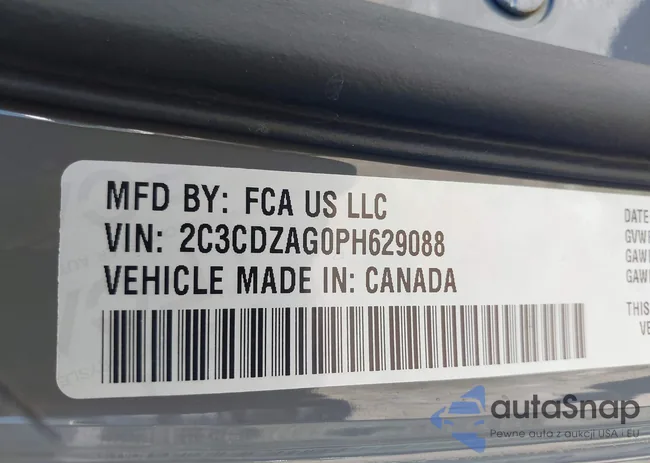 MFD BY: FCA US LLC
VIN: 2C3CDZAG0PH629088
VEHICLE MADE IN: CANADA
DATE
GVW
GAW
GAW
THIS
autaSnap
Pewne auta z aukcji USA i EU